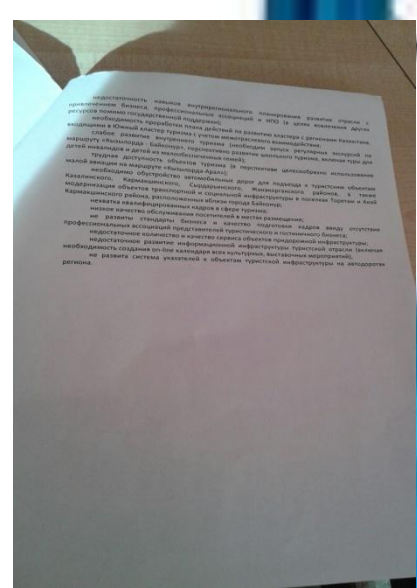 недостаточность навыков внутрирегионального планирования развития отрасли с
привлечением бизнеса, профессиональных ассоциаций и НПО (в целях вовлечения других
ресурсов помимо государственной поддержки);
необходимость проработки плана действий по развитию кластера с регионами Казахстана,
входящими в Южный кластер туризма с учетом межотраслевого взаимодействия;
слабое развитие внутреннего туризма (необходим запуск регулярных экскурсий по
маршруту «Кызылорда - Байконур», перспективно развитие школьного туризма, включая туры для
детей инвалидов и детей из малообеспеченных семей);
трудная доступность объектов туризма (в перспективе целесообразно использование
малой авиации на маршруте «Кызылорда-Арал»);
необходимо обустройство автомобильных дорог для подъезда к туристским объектам
Казалинского, Кармакшинского, Сырдарьинского, Жанакорганского районов, а также
модернизация объектов транспортной и социальной инфраструктуры в поселках Торетам и Акай
Кармакшинского района, расположенных вблизи города Байконур;
нехватка квалифицированных кадров в сфере туризма;
низкое качество обслуживания посетителей в местах размещения;
не развиты стандарты бизнеса и качество подготовки кадров ввиду отсутствия
профессиональных ассоциаций представителей туристического и гостиничного бизнеса;
недостаточное количество и качество сервиса объектов придорожной инфраструктуры;
недостаточное развитие информационной инфраструктуры туристской отрасли (включая
необходимость создания on-line календаря всех культурных, выставочных мероприятий),
не развита система указателей к объектам туристской инфраструктуры на автодорогах
региона.